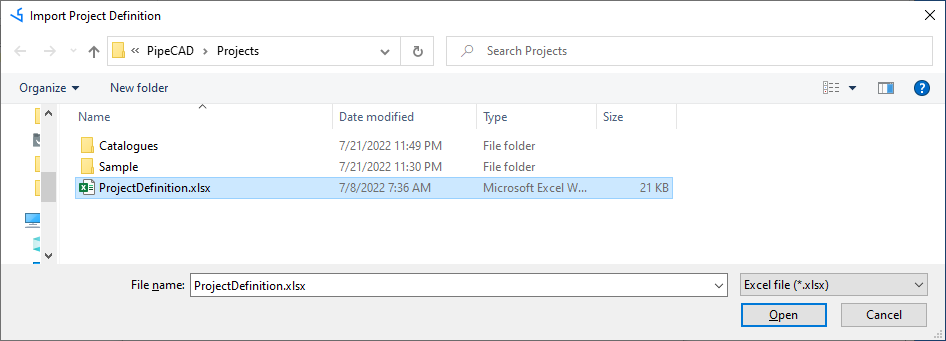 Import Project Definition
« PipeCAD › Projects
Search Projects
Organize New folder
Name Date modified Type Size
Catalogues 7/21/2022 11:49 PM File folder
Sample 7/21/2022 11:30 PM File folder
ProjectDefinition.xlsx 7/8/2022 7:36 AM Microsoft Excel W... 21 KB
File name: ProjectDefinition.xlsx Excel file (*.xlsx)
Open Cancel